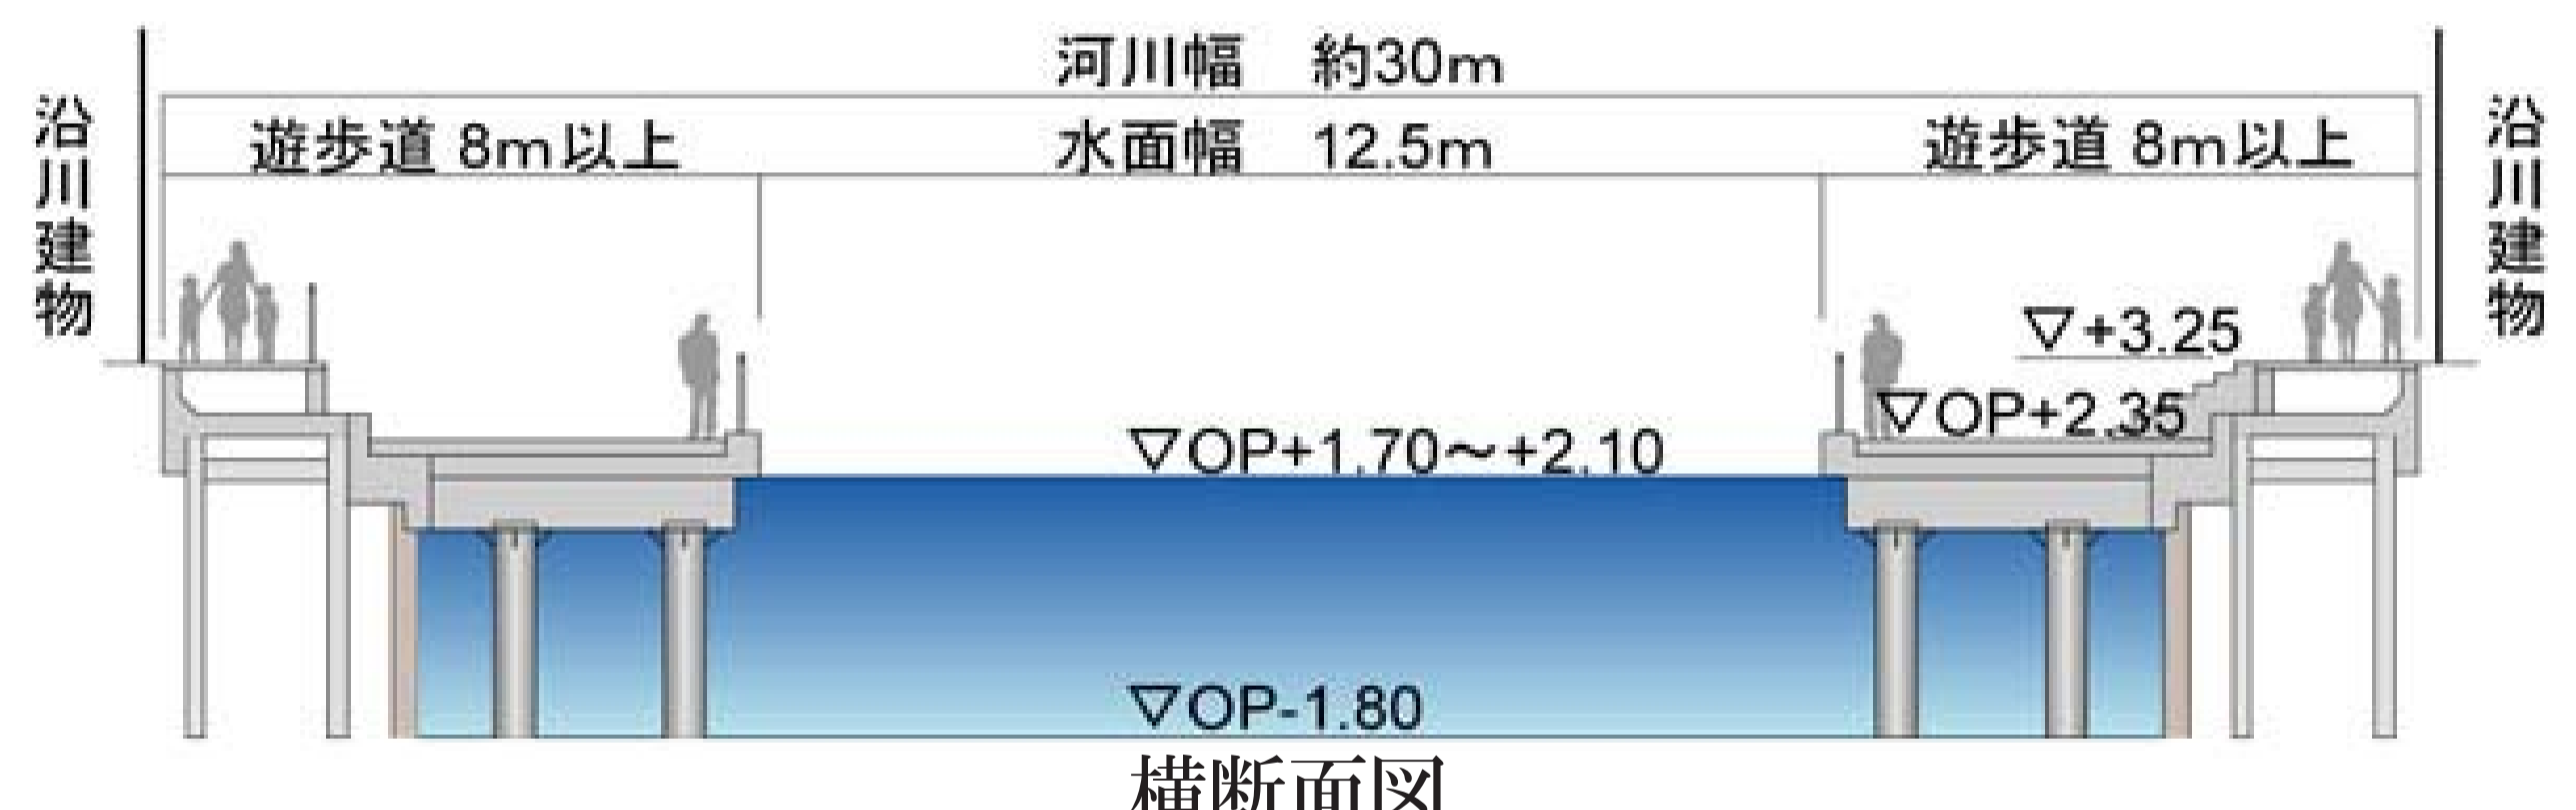 河川幅　約30m
遊歩道 8m以上
水面幅　12.5m
遊歩道 8m以上
沿川建物
沿川建物
▽+3.25
▽OP+2.35
▽OP+1.70～+2.10
▽OP-1.80
横断面図